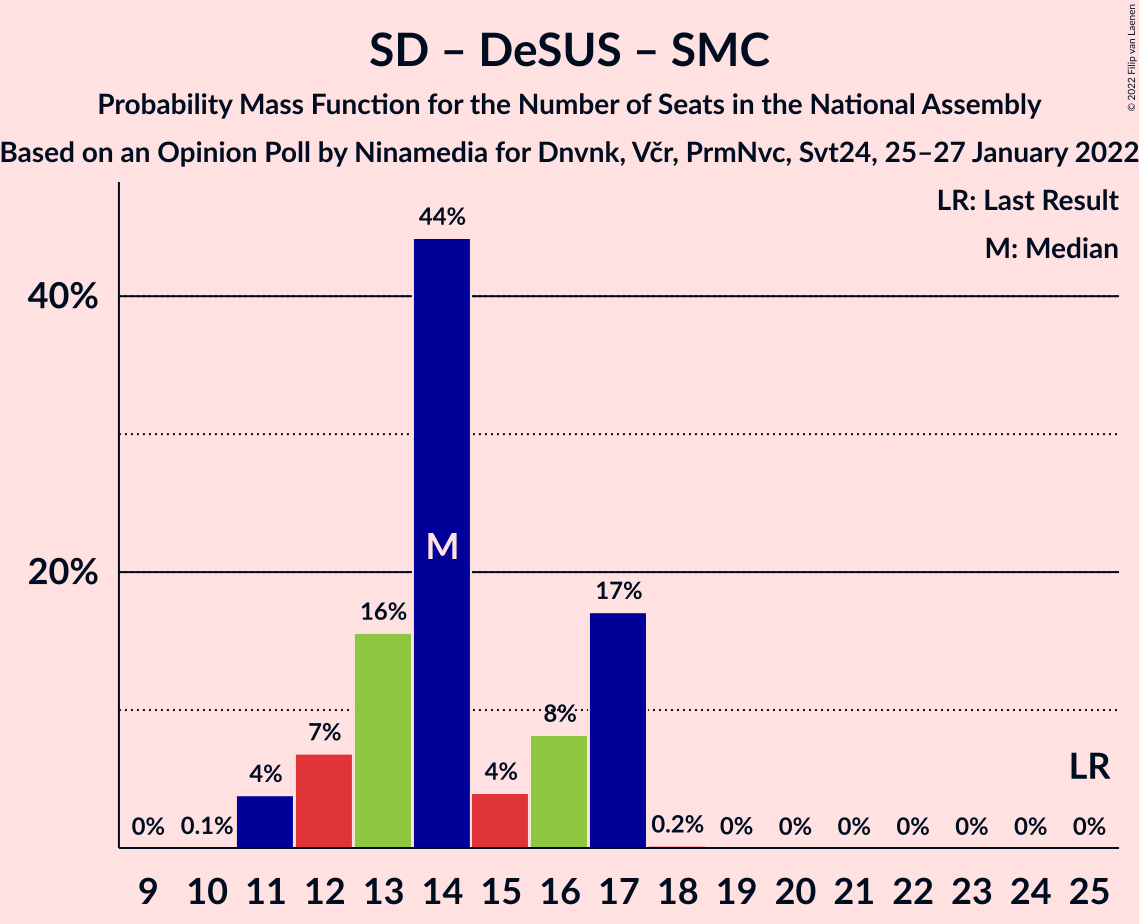 SD – DeSUS – SMC
Probability Mass Function for the Number of Seats in the National Assembly
Based on an Opinion Poll by Ninamedia for Dnvnk, Včr, PrmNvc, Svt24, 25–27 January 2022
© 2022 Filip van Laenen
LR: Last Result
M: Median
44%
40%
M
20%
17%
16%
8%
7%
4%
4%
LR
0%
0.1%
0.2%
0%
0%
0%
0%
0%
0%
0%
9 10 11 12 13 14 15 16 17 18 19 20 21 22 23 24 25